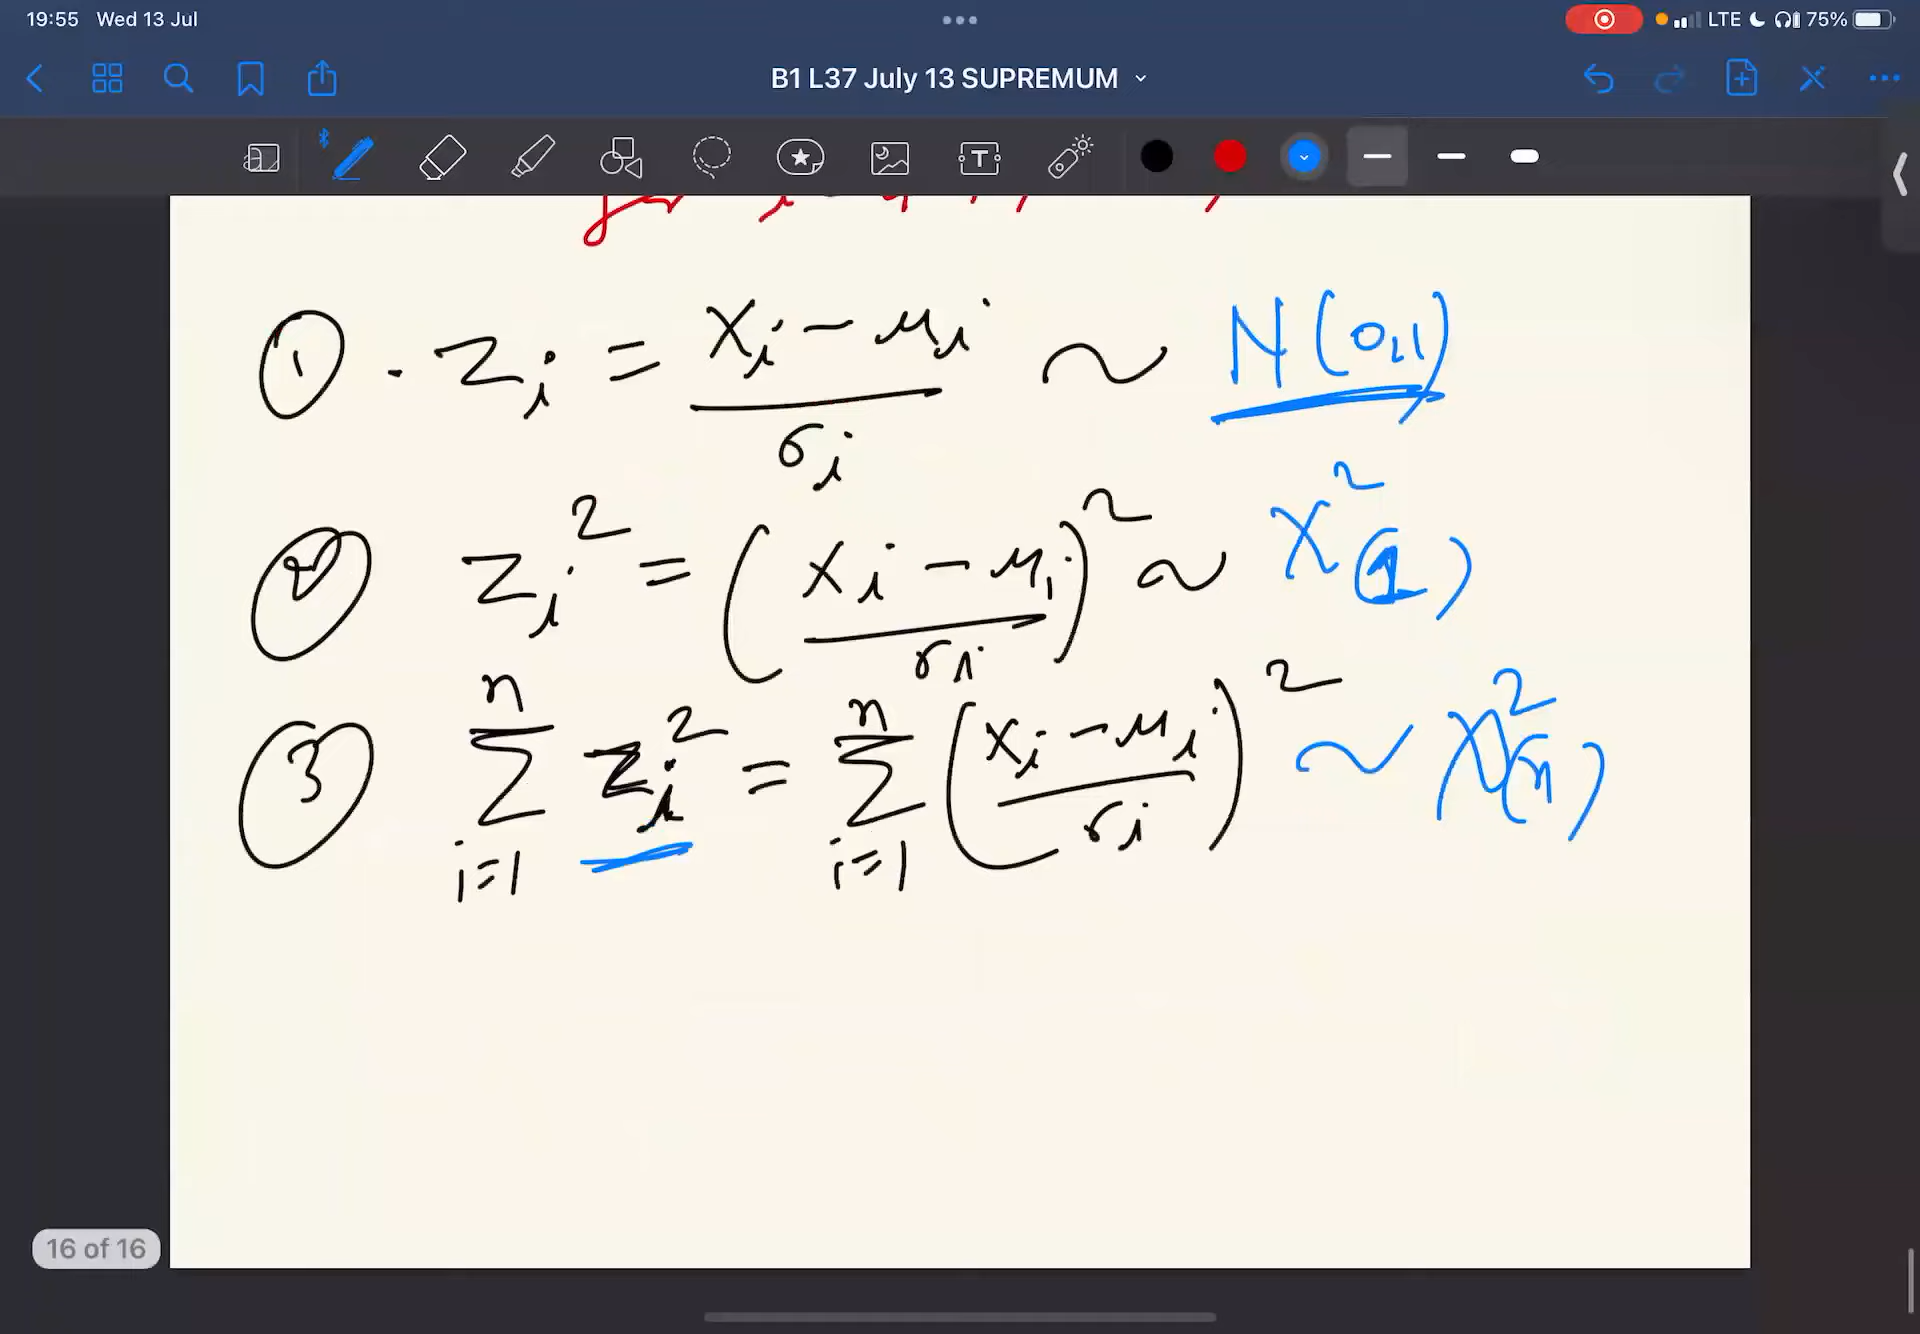 19:55 Wed 13 Jul
LTE 75%
B1 L37 July 13 SUPREMUM
① . Zᵢ = (Xᵢ - μᵢ) / σᵢ ~ N(0,1)
② Zᵢ² = ((Xᵢ - μᵢ) / σᵢ)² ~ χ²(1)
③ Σᵢ₌₁ⁿ Zᵢ² = Σᵢ₌₁ⁿ ((Xᵢ - μᵢ) / σᵢ)² ~ χ²(n)
16 of 16